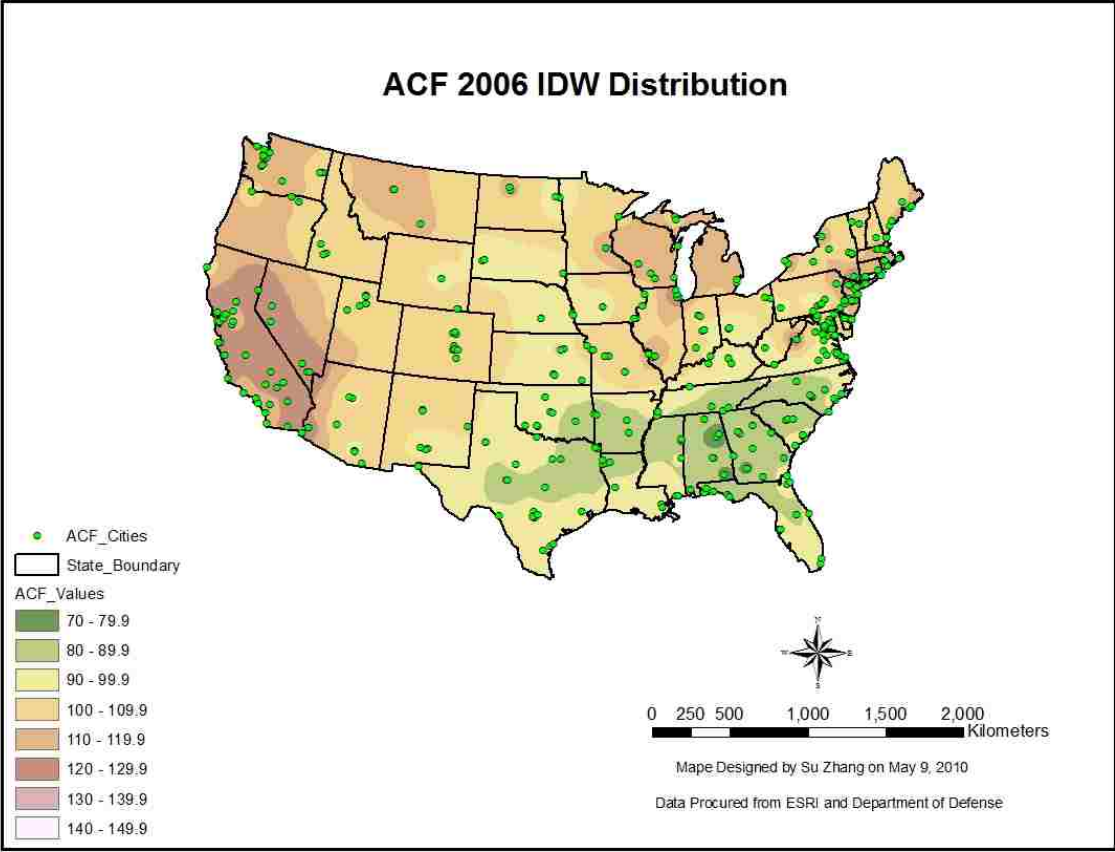 ACF 2006 IDW Distribution
ACF_Cities
State_Boundary
ACF_Values
70 - 79.9
80 - 89.9
90 - 99.9
100 - 109.9
110 - 119.9
120 - 129.9
130 - 139.9
140 - 149.9
N
W E
S
0 250 500 1,000 1,500 2,000
Kilometers
Mape Designed by Su Zhang on May 9, 2010
Data Procured from ESRI and Department of Defense